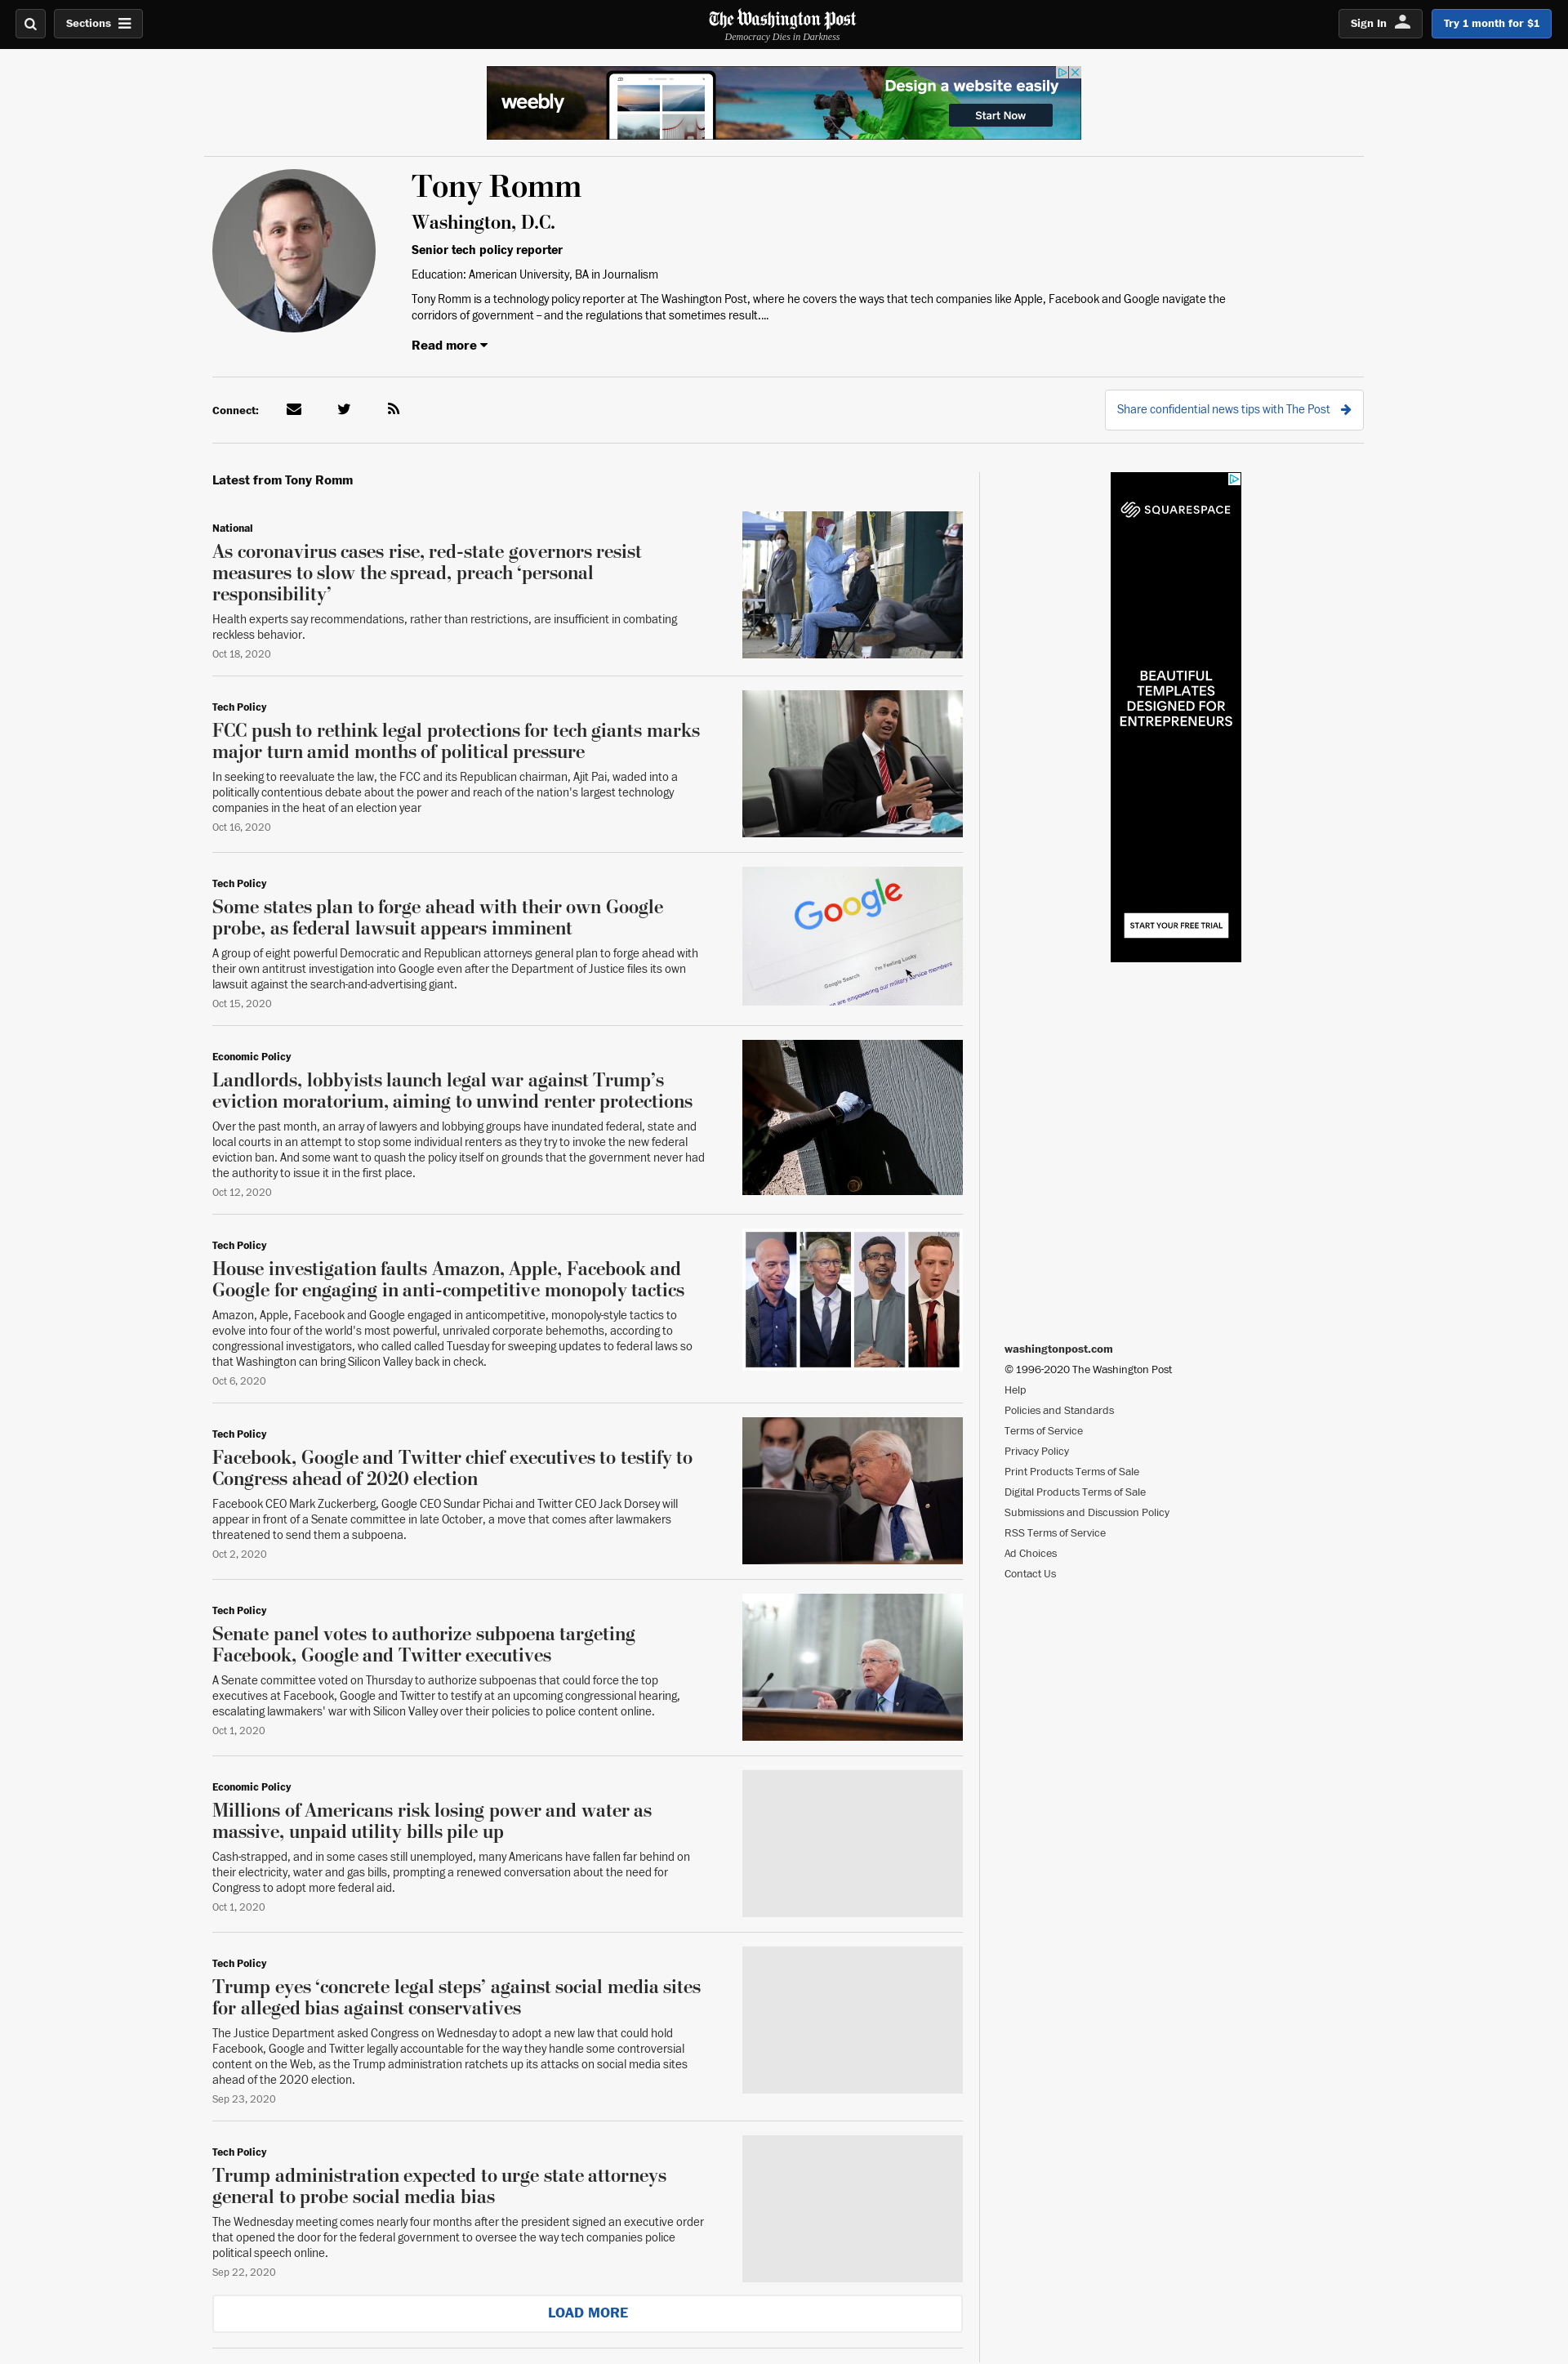 Sections
The Washington Post
Democracy Dies in Darkness
Sign In
Try 1 month for $1
weebly
Design a website easily
Start Now
Tony Romm
Washington, D.C.
Senior tech policy reporter
Education: American University, BA in Journalism
Tony Romm is a technology policy reporter at The Washington Post, where he covers the ways that tech companies like Apple, Facebook and Google navigate the
corridors of government – and the regulations that sometimes result....
Read more
Connect:
Share confidential news tips with The Post
Latest from Tony Romm
National
As coronavirus cases rise, red-state governors resist
measures to slow the spread, preach ‘personal
responsibility’
Health experts say recommendations, rather than restrictions, are insufficient in combating
reckless behavior.
Oct 18, 2020
Tech Policy
FCC push to rethink legal protections for tech giants marks
major turn amid months of political pressure
In seeking to reevaluate the law, the FCC and its Republican chairman, Ajit Pai, waded into a
politically contentious debate about the power and reach of the nation's largest technology
companies in the heat of an election year
Oct 16, 2020
Tech Policy
Some states plan to forge ahead with their own Google
probe, as federal lawsuit appears imminent
A group of eight powerful Democratic and Republican attorneys general plan to forge ahead with
their own antitrust investigation into Google even after the Department of Justice files its own
lawsuit against the search-and-advertising giant.
Oct 15, 2020
Google
Google Search
I'm Feeling Lucky
are empowering our military service members
Economic Policy
Landlords, lobbyists launch legal war against Trump’s
eviction moratorium, aiming to unwind renter protections
Over the past month, an array of lawyers and lobbying groups have inundated federal, state and
local courts in an attempt to stop some individual renters as they try to invoke the new federal
eviction ban. And some want to quash the policy itself on grounds that the government never had
the authority to issue it in the first place.
Oct 12, 2020
Tech Policy
House investigation faults Amazon, Apple, Facebook and
Google for engaging in anti-competitive monopoly tactics
Amazon, Apple, Facebook and Google engaged in anticompetitive, monopoly-style tactics to
evolve into four of the world's most powerful, unrivaled corporate behemoths, according to
congressional investigators, who called called Tuesday for sweeping updates to federal laws so
that Washington can bring Silicon Valley back in check.
Oct 6, 2020
Tech Policy
Facebook, Google and Twitter chief executives to testify to
Congress ahead of 2020 election
Facebook CEO Mark Zuckerberg, Google CEO Sundar Pichai and Twitter CEO Jack Dorsey will
appear in front of a Senate committee in late October, a move that comes after lawmakers
threatened to send them a subpoena.
Oct 2, 2020
Tech Policy
Senate panel votes to authorize subpoena targeting
Facebook, Google and Twitter executives
A Senate committee voted on Thursday to authorize subpoenas that could force the top
executives at Facebook, Google and Twitter to testify at an upcoming congressional hearing,
escalating lawmakers' war with Silicon Valley over their policies to police content online.
Oct 1, 2020
Economic Policy
Millions of Americans risk losing power and water as
massive, unpaid utility bills pile up
Cash-strapped, and in some cases still unemployed, many Americans have fallen far behind on
their electricity, water and gas bills, prompting a renewed conversation about the need for
Congress to adopt more federal aid.
Oct 1, 2020
Tech Policy
Trump eyes ‘concrete legal steps’ against social media sites
for alleged bias against conservatives
The Justice Department asked Congress on Wednesday to adopt a new law that could hold
Facebook, Google and Twitter legally accountable for the way they handle some controversial
content on the Web, as the Trump administration ratchets up its attacks on social media sites
ahead of the 2020 election.
Sep 23, 2020
Tech Policy
Trump administration expected to urge state attorneys
general to probe social media bias
The Wednesday meeting comes nearly four months after the president signed an executive order
that opened the door for the federal government to oversee the way tech companies police
political speech online.
Sep 22, 2020
LOAD MORE
SQUARESPACE
BEAUTIFUL
TEMPLATES
DESIGNED FOR
ENTREPRENEURS
START YOUR FREE TRIAL
washingtonpost.com
© 1996-2020 The Washington Post
Help
Policies and Standards
Terms of Service
Privacy Policy
Print Products Terms of Sale
Digital Products Terms of Sale
Submissions and Discussion Policy
RSS Terms of Service
Ad Choices
Contact Us